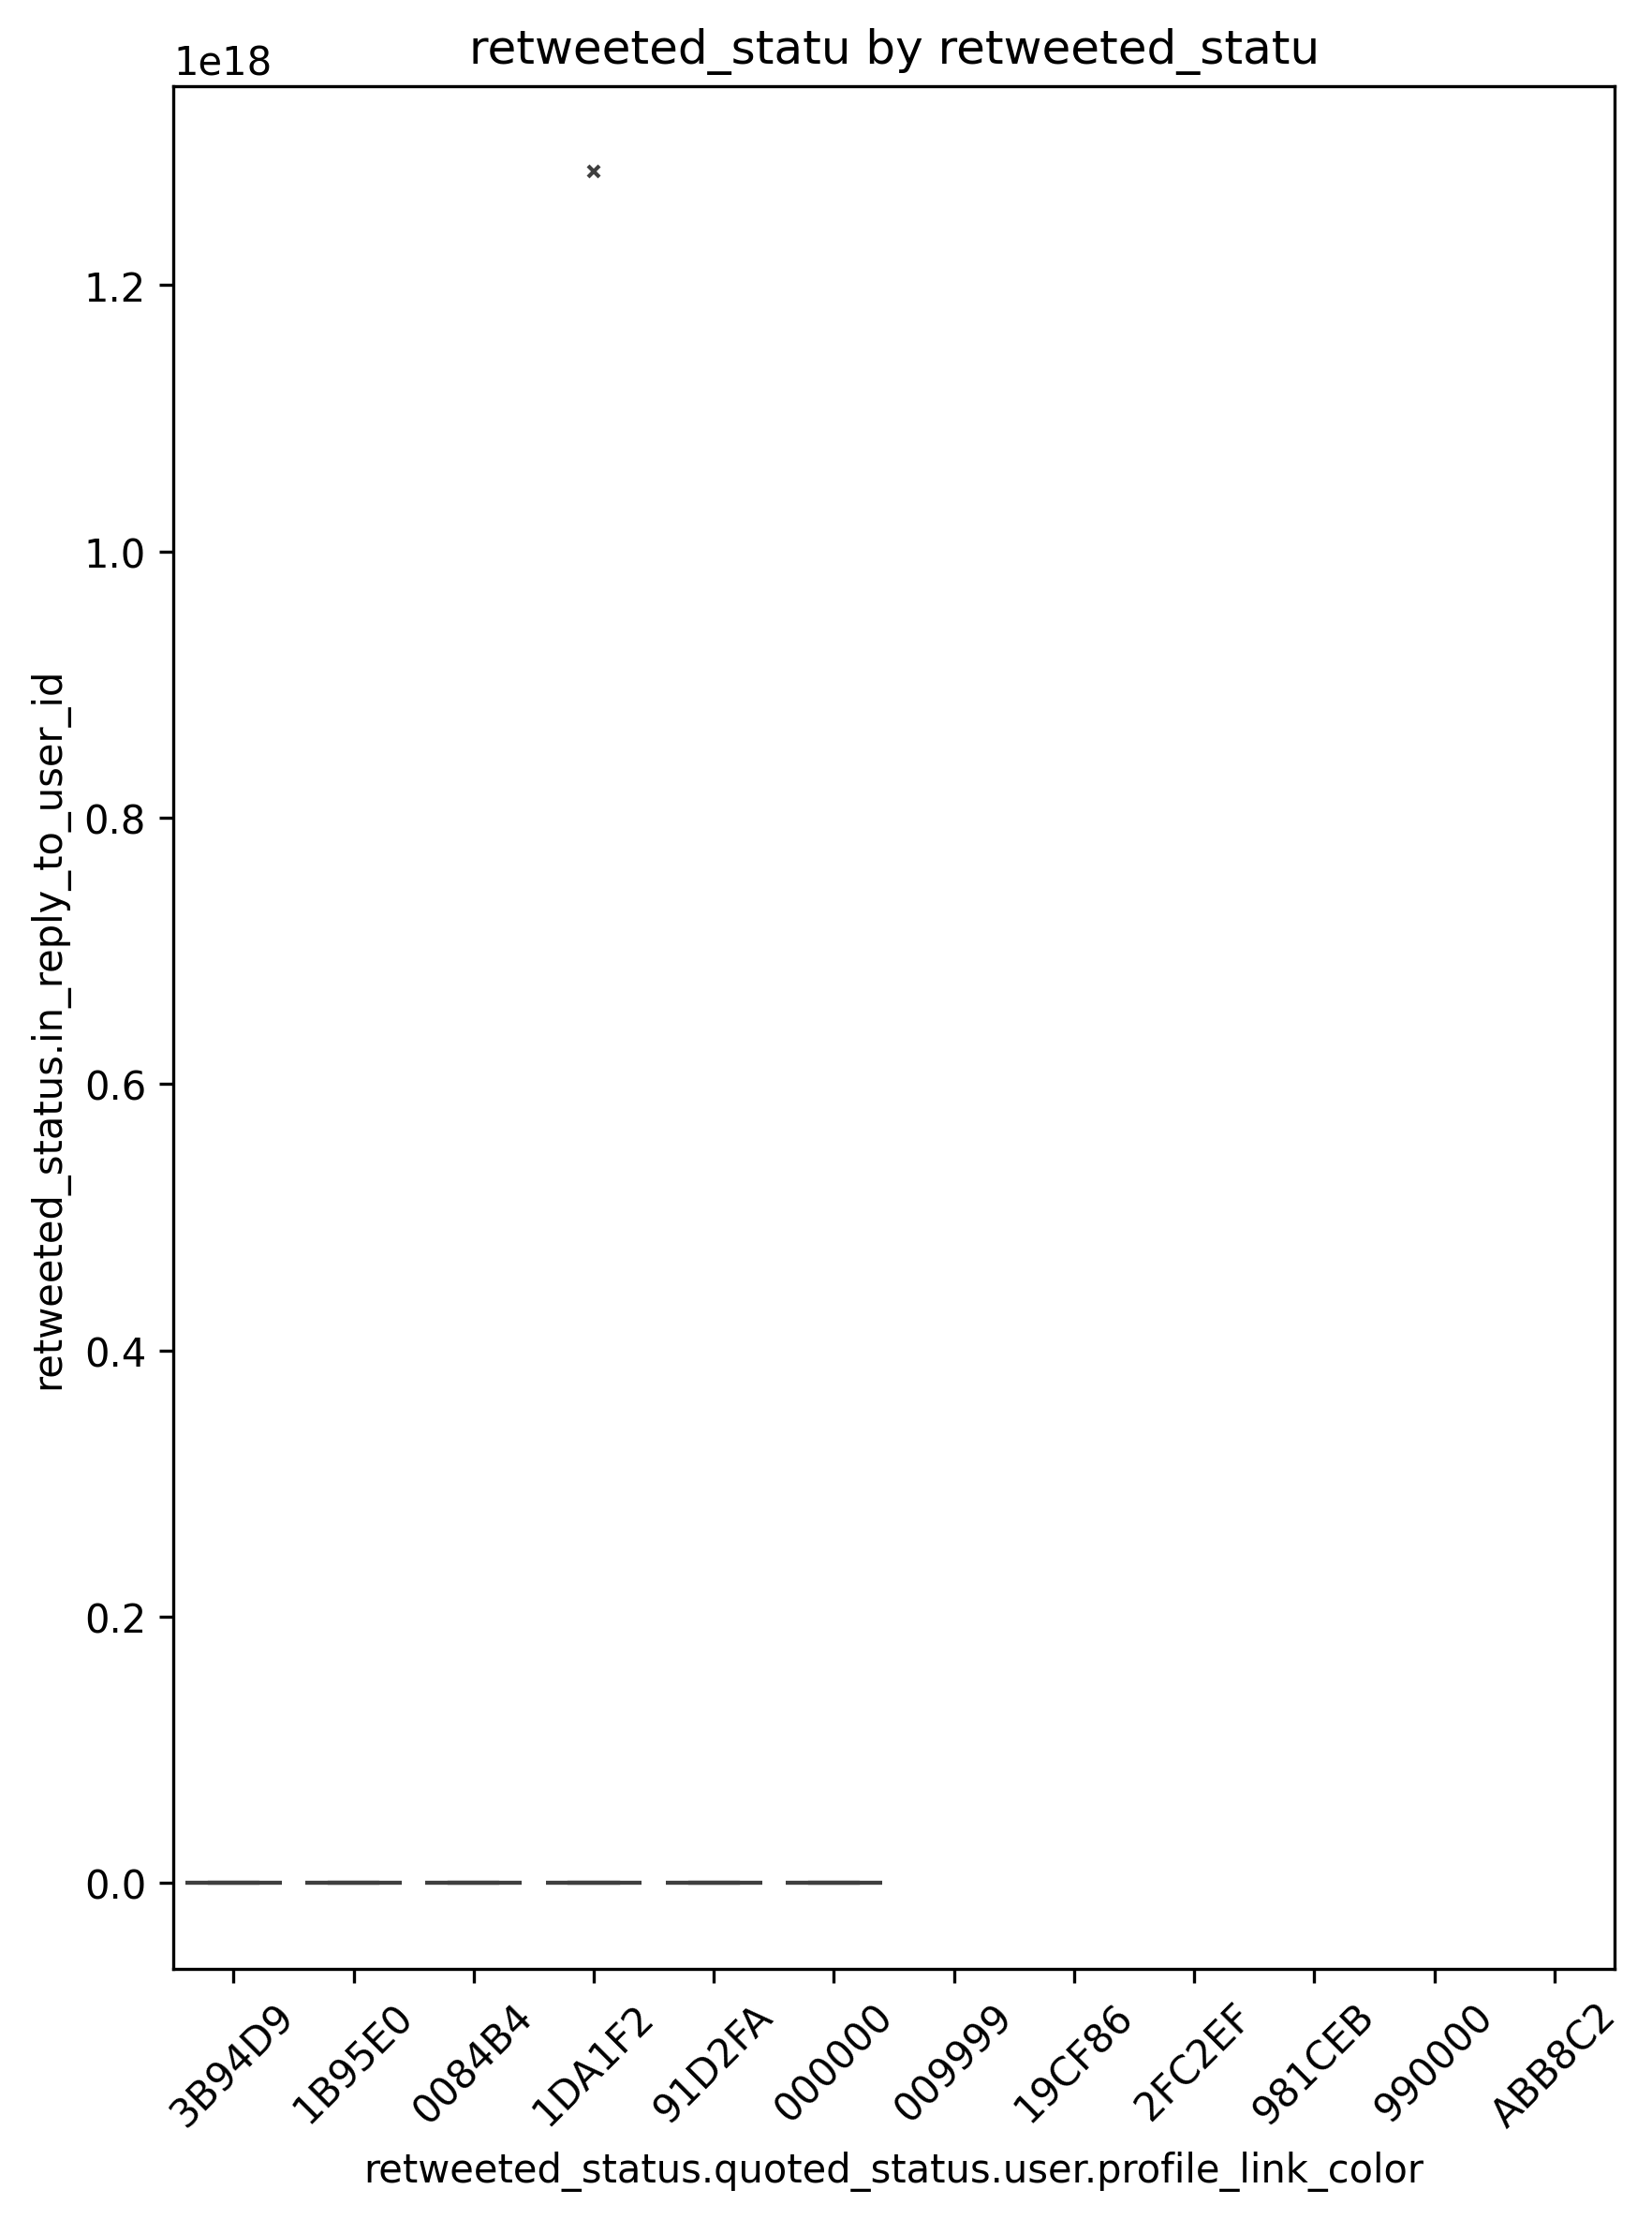 retweeted_statu by retweeted_statu
1e18
1.2
1.0
0.8
0.6
0.4
0.2
0.0
retweeted_status.in_reply_to_user_id
3B94D9
1B95E0
0084B4
1DA1F2
91D2FA
000000
009999
19CF86
2FC2EF
981CEB
990000
ABB8C2
retweeted_status.quoted_status.user.profile_link_color